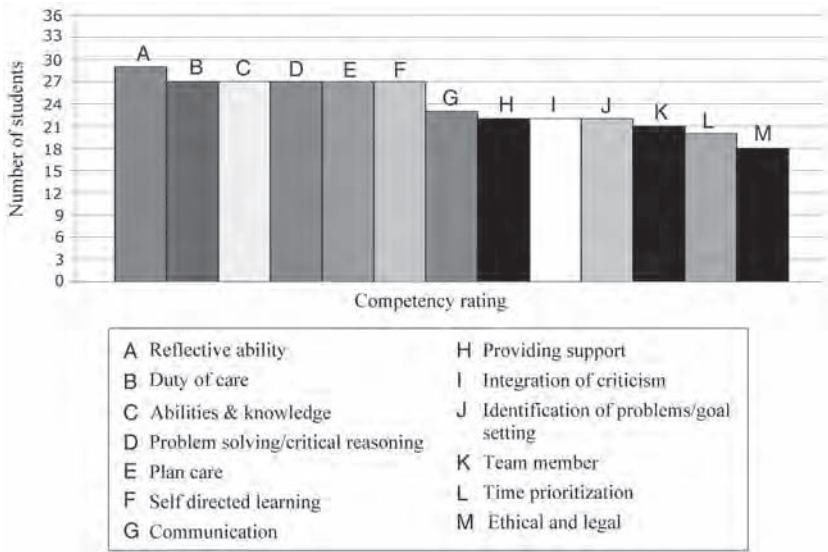 Number of students
36
33
30
27
24
21
18
15
12
9
6
3
0
A
B
C
D
E
F
G
H
I
J
K
L
M
Competency rating
A Reflective ability
B Duty of care
C Abilities & knowledge
D Problem solving/critical reasoning
E Plan care
F Self directed learning
G Communication
H Providing support
I Integration of criticism
J Identification of problems/goal
setting
K Team member
L Time prioritization
M Ethical and legal